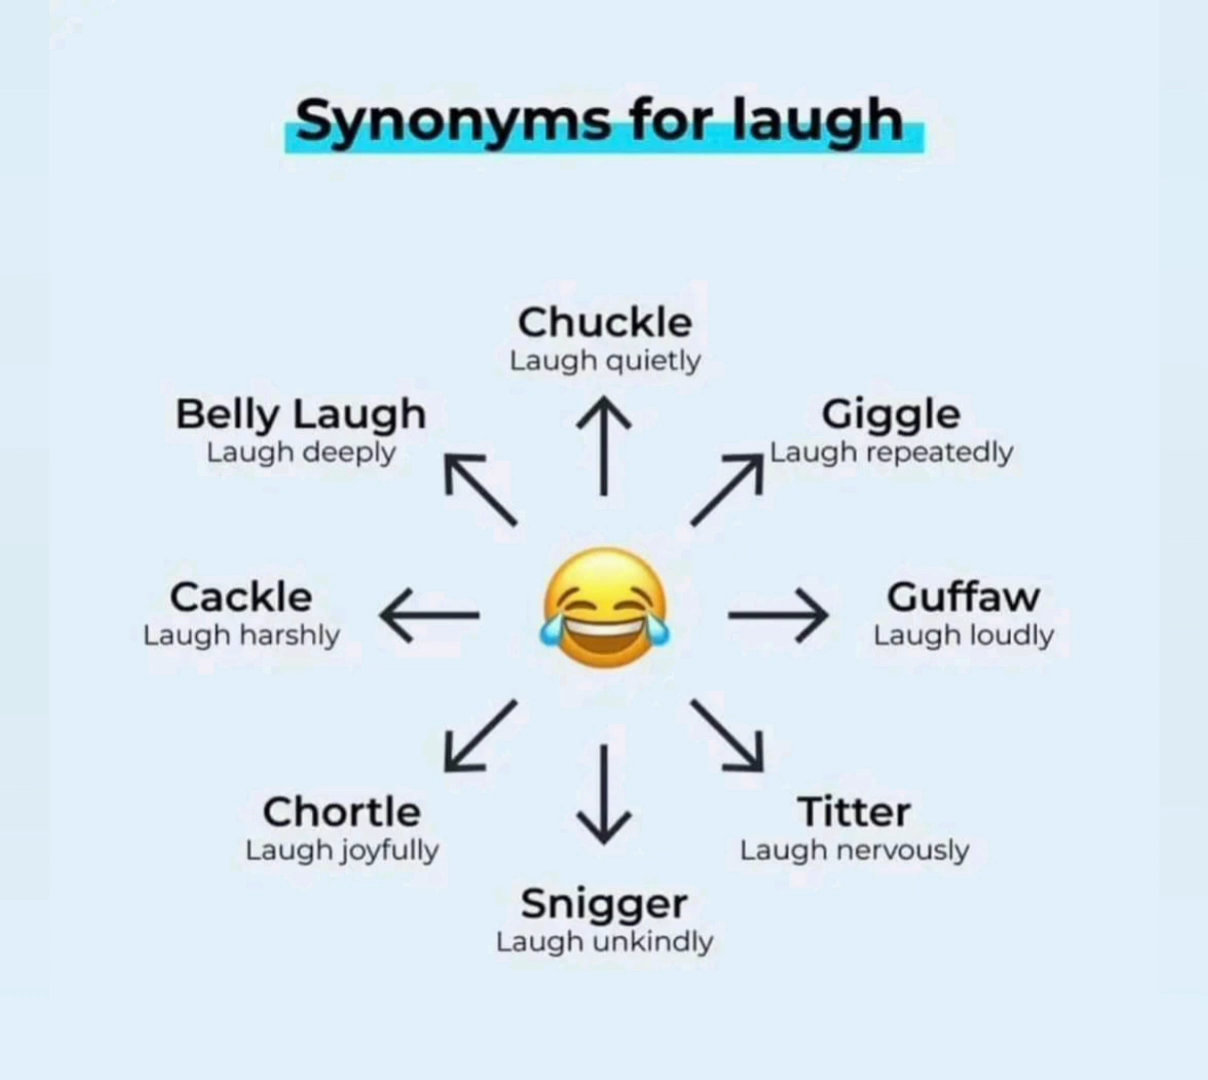 Synonyms for laugh
Chuckle
Laugh quietly
Belly Laugh
Laugh deeply
Giggle
Laugh repeatedly
Cackle
Laugh harshly
Guffaw
Laugh loudly
Chortle
Laugh joyfully
Titter
Laugh nervously
Snigger
Laugh unkindly